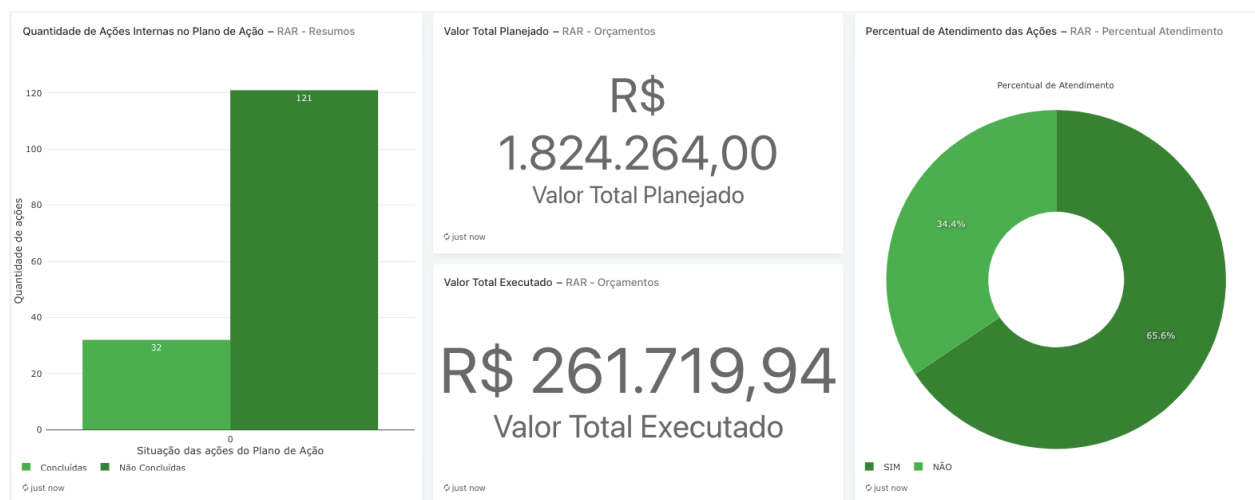 Quantidade de Ações Internas no Plano de Ação – RAR - Resumos
120
100
80
60
40
20
0
Quantidade de ações
121
32
0
Situação das ações do Plano de Ação
Concluídas Não Concluídas
just now
Valor Total Planejado – RAR - Orçamentos
R$
1.824.264,00
Valor Total Planejado
just now
Valor Total Executado – RAR - Orçamentos
R$ 261.719,94
Valor Total Executado
just now
Percentual de Atendimento das Ações – RAR - Percentual Atendimento
Percentual de Atendimento
34.4%
65.6%
SIM NÃO
just now